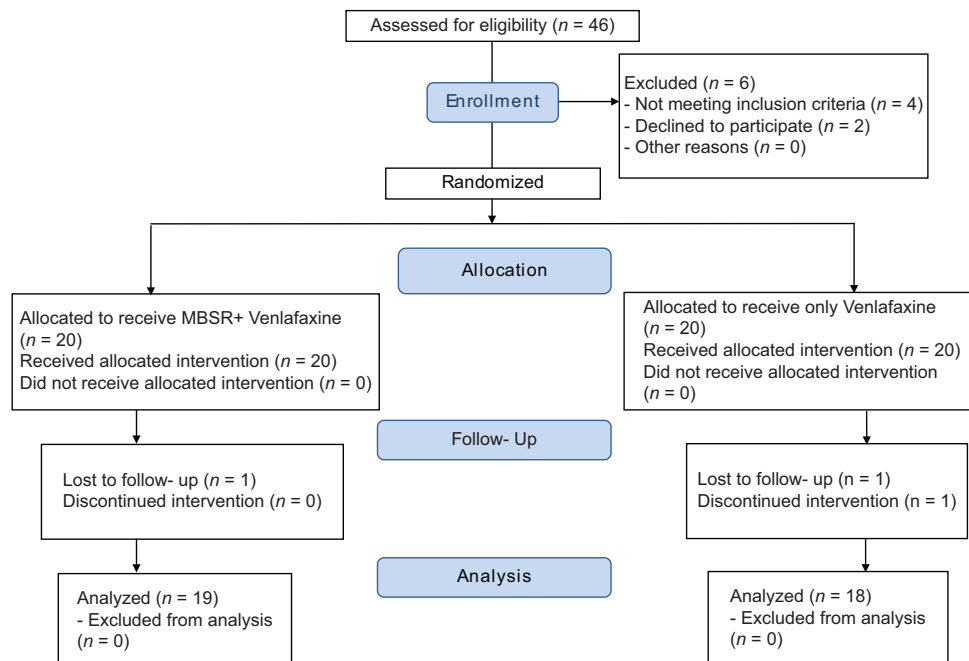 Assessed for eligibility (n = 46)
Enrollment
Excluded (n = 6)
- Not meeting inclusion criteria (n = 4)
- Declined to participate (n = 2)
- Other reasons (n = 0)
Randomized
Allocation
Allocated to receive MBSR+ Venlafaxine
(n = 20)
Received allocated intervention (n = 20)
Did not receive allocated intervention (n = 0)
Allocated to receive only Venlafaxine
(n = 20)
Received allocated intervention (n = 20)
Did not receive allocated intervention
(n = 0)
Follow- Up
Lost to follow- up (n = 1)
Discontinued intervention (n = 0)
Lost to follow- up (n = 1)
Discontinued intervention (n = 1)
Analysis
Analyzed (n = 19)
- Excluded from analysis
(n = 0)
Analyzed (n = 18)
- Excluded from analysis
(n = 0)